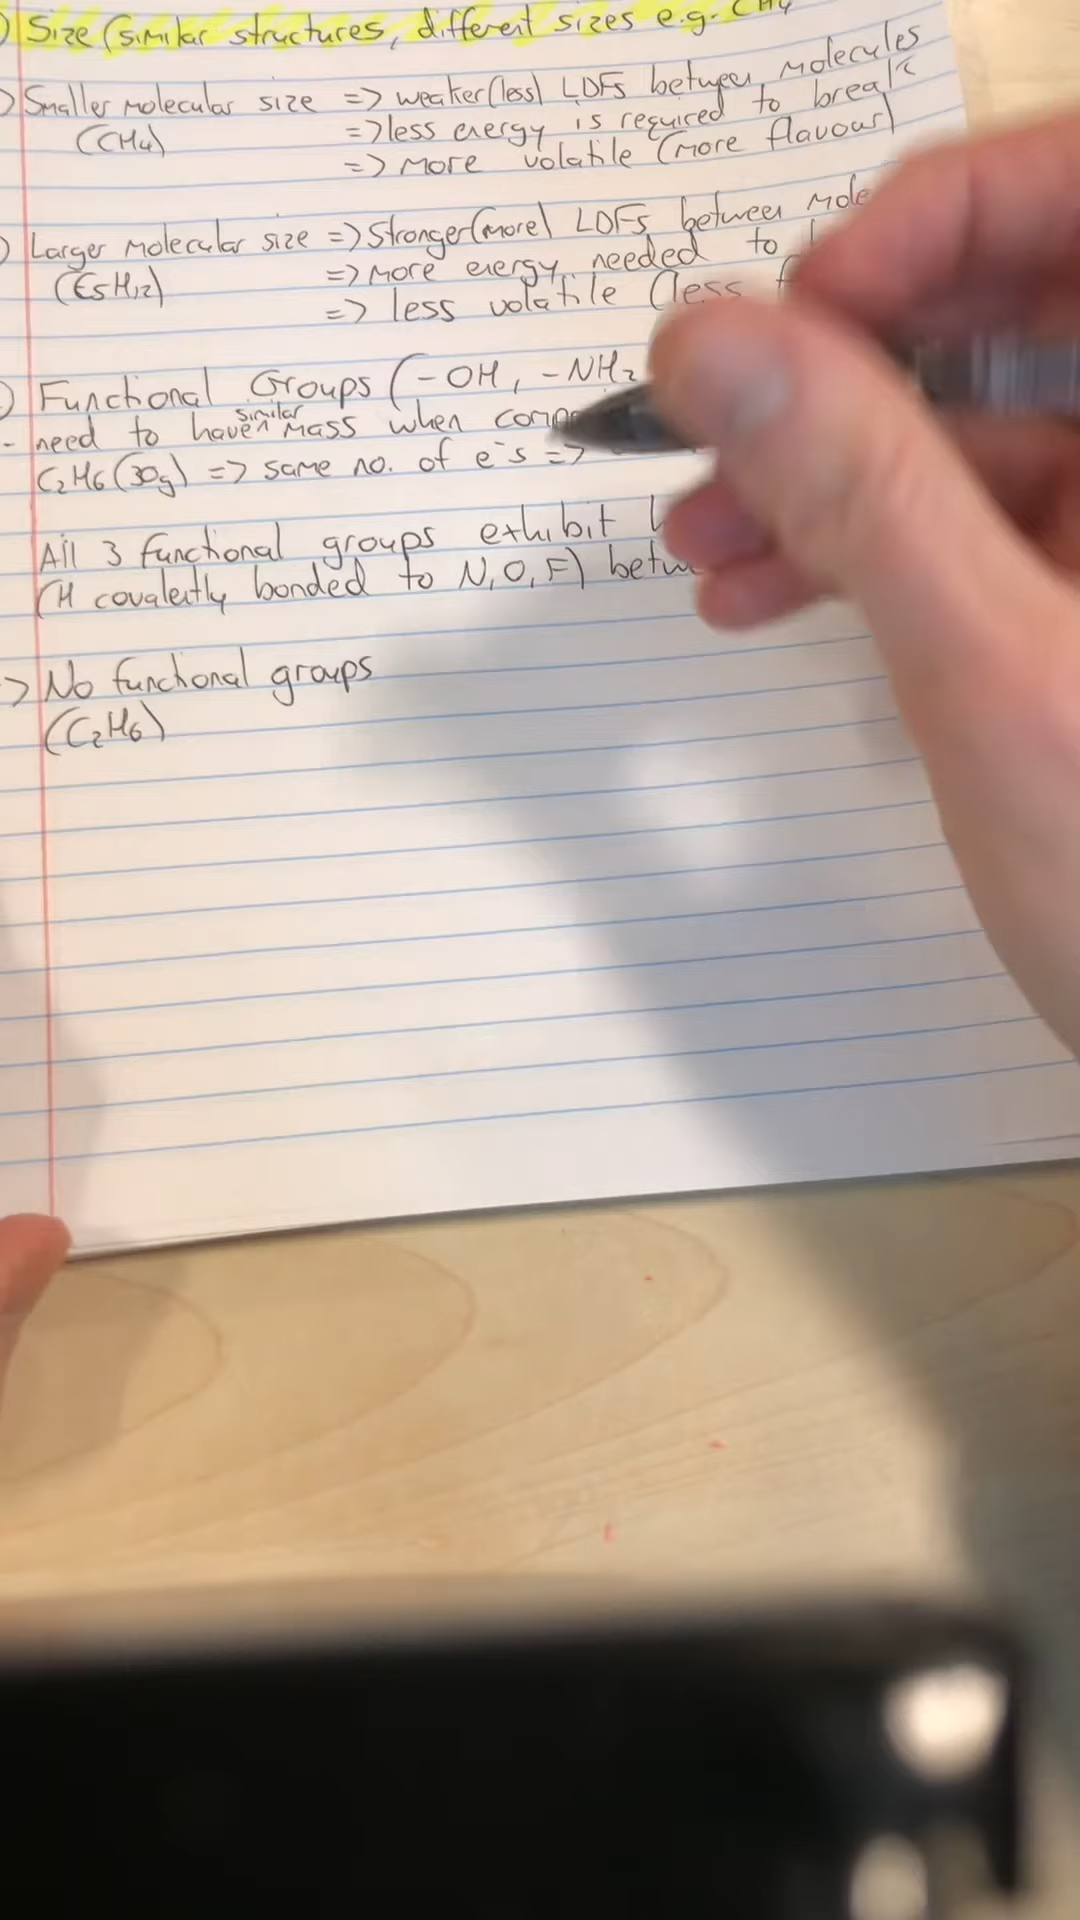 ) Size (similar structures, different sizes e.g. CH4
Smaller molecular size => weaker (less) LDFs between molecules
(CH4) => less energy is required to break
=> more volatile (more flavour)
) Larger molecular size => Stronger (more) LDFs between mole
(C5H12) => more energy needed to
=> less volatile (less f
) Functional Groups (-OH, -NH2
- need to have similar mass when comp
C2H6 (30g) => same no. of e-s =>
All 3 functional groups exhibit
(H covalently bonded to N, O, F) betw
> No functional groups
(C2H6)